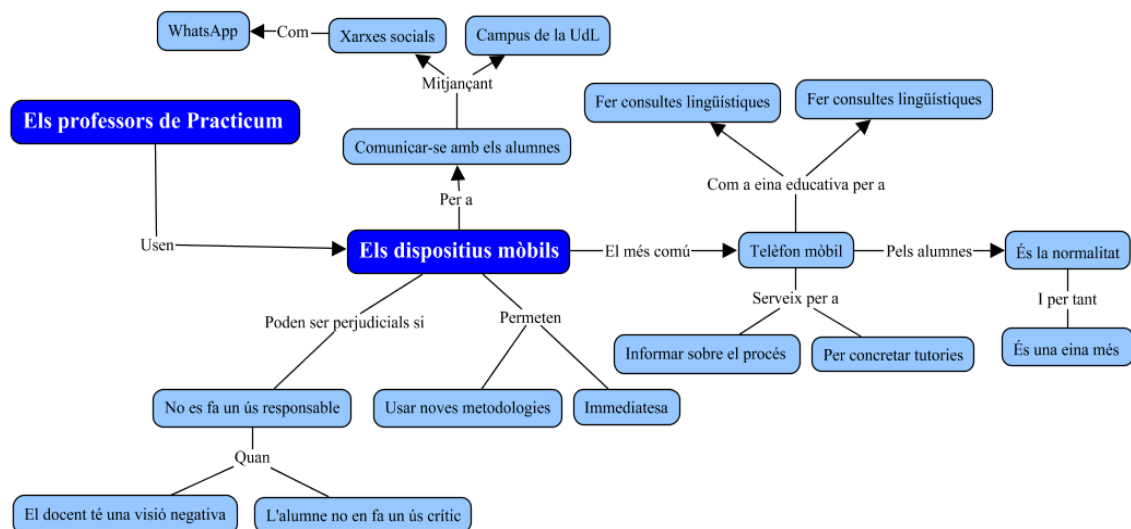 WhatsApp
Com
Xarxes socials
Campus de la UdL
Mitjançant
Fer consultes lingüístiques
Fer consultes lingüístiques
Els professors de Practicum
Comunicar-se amb els alumnes
Com a eina educativa per a
Per a
Usen
Els dispositius mòbils
El més comú
Telèfon mòbil
Pels alumnes
És la normalitat
Poden ser perjudicials si
Permeten
Serveix per a
I per tant
Informar sobre el procés
Per concretar tutories
És una eina més
No es fa un ús responsable
Usar noves metodologies
Immediatesa
Quan
El docent té una visió negativa
L'alumne no en fa un ús crític